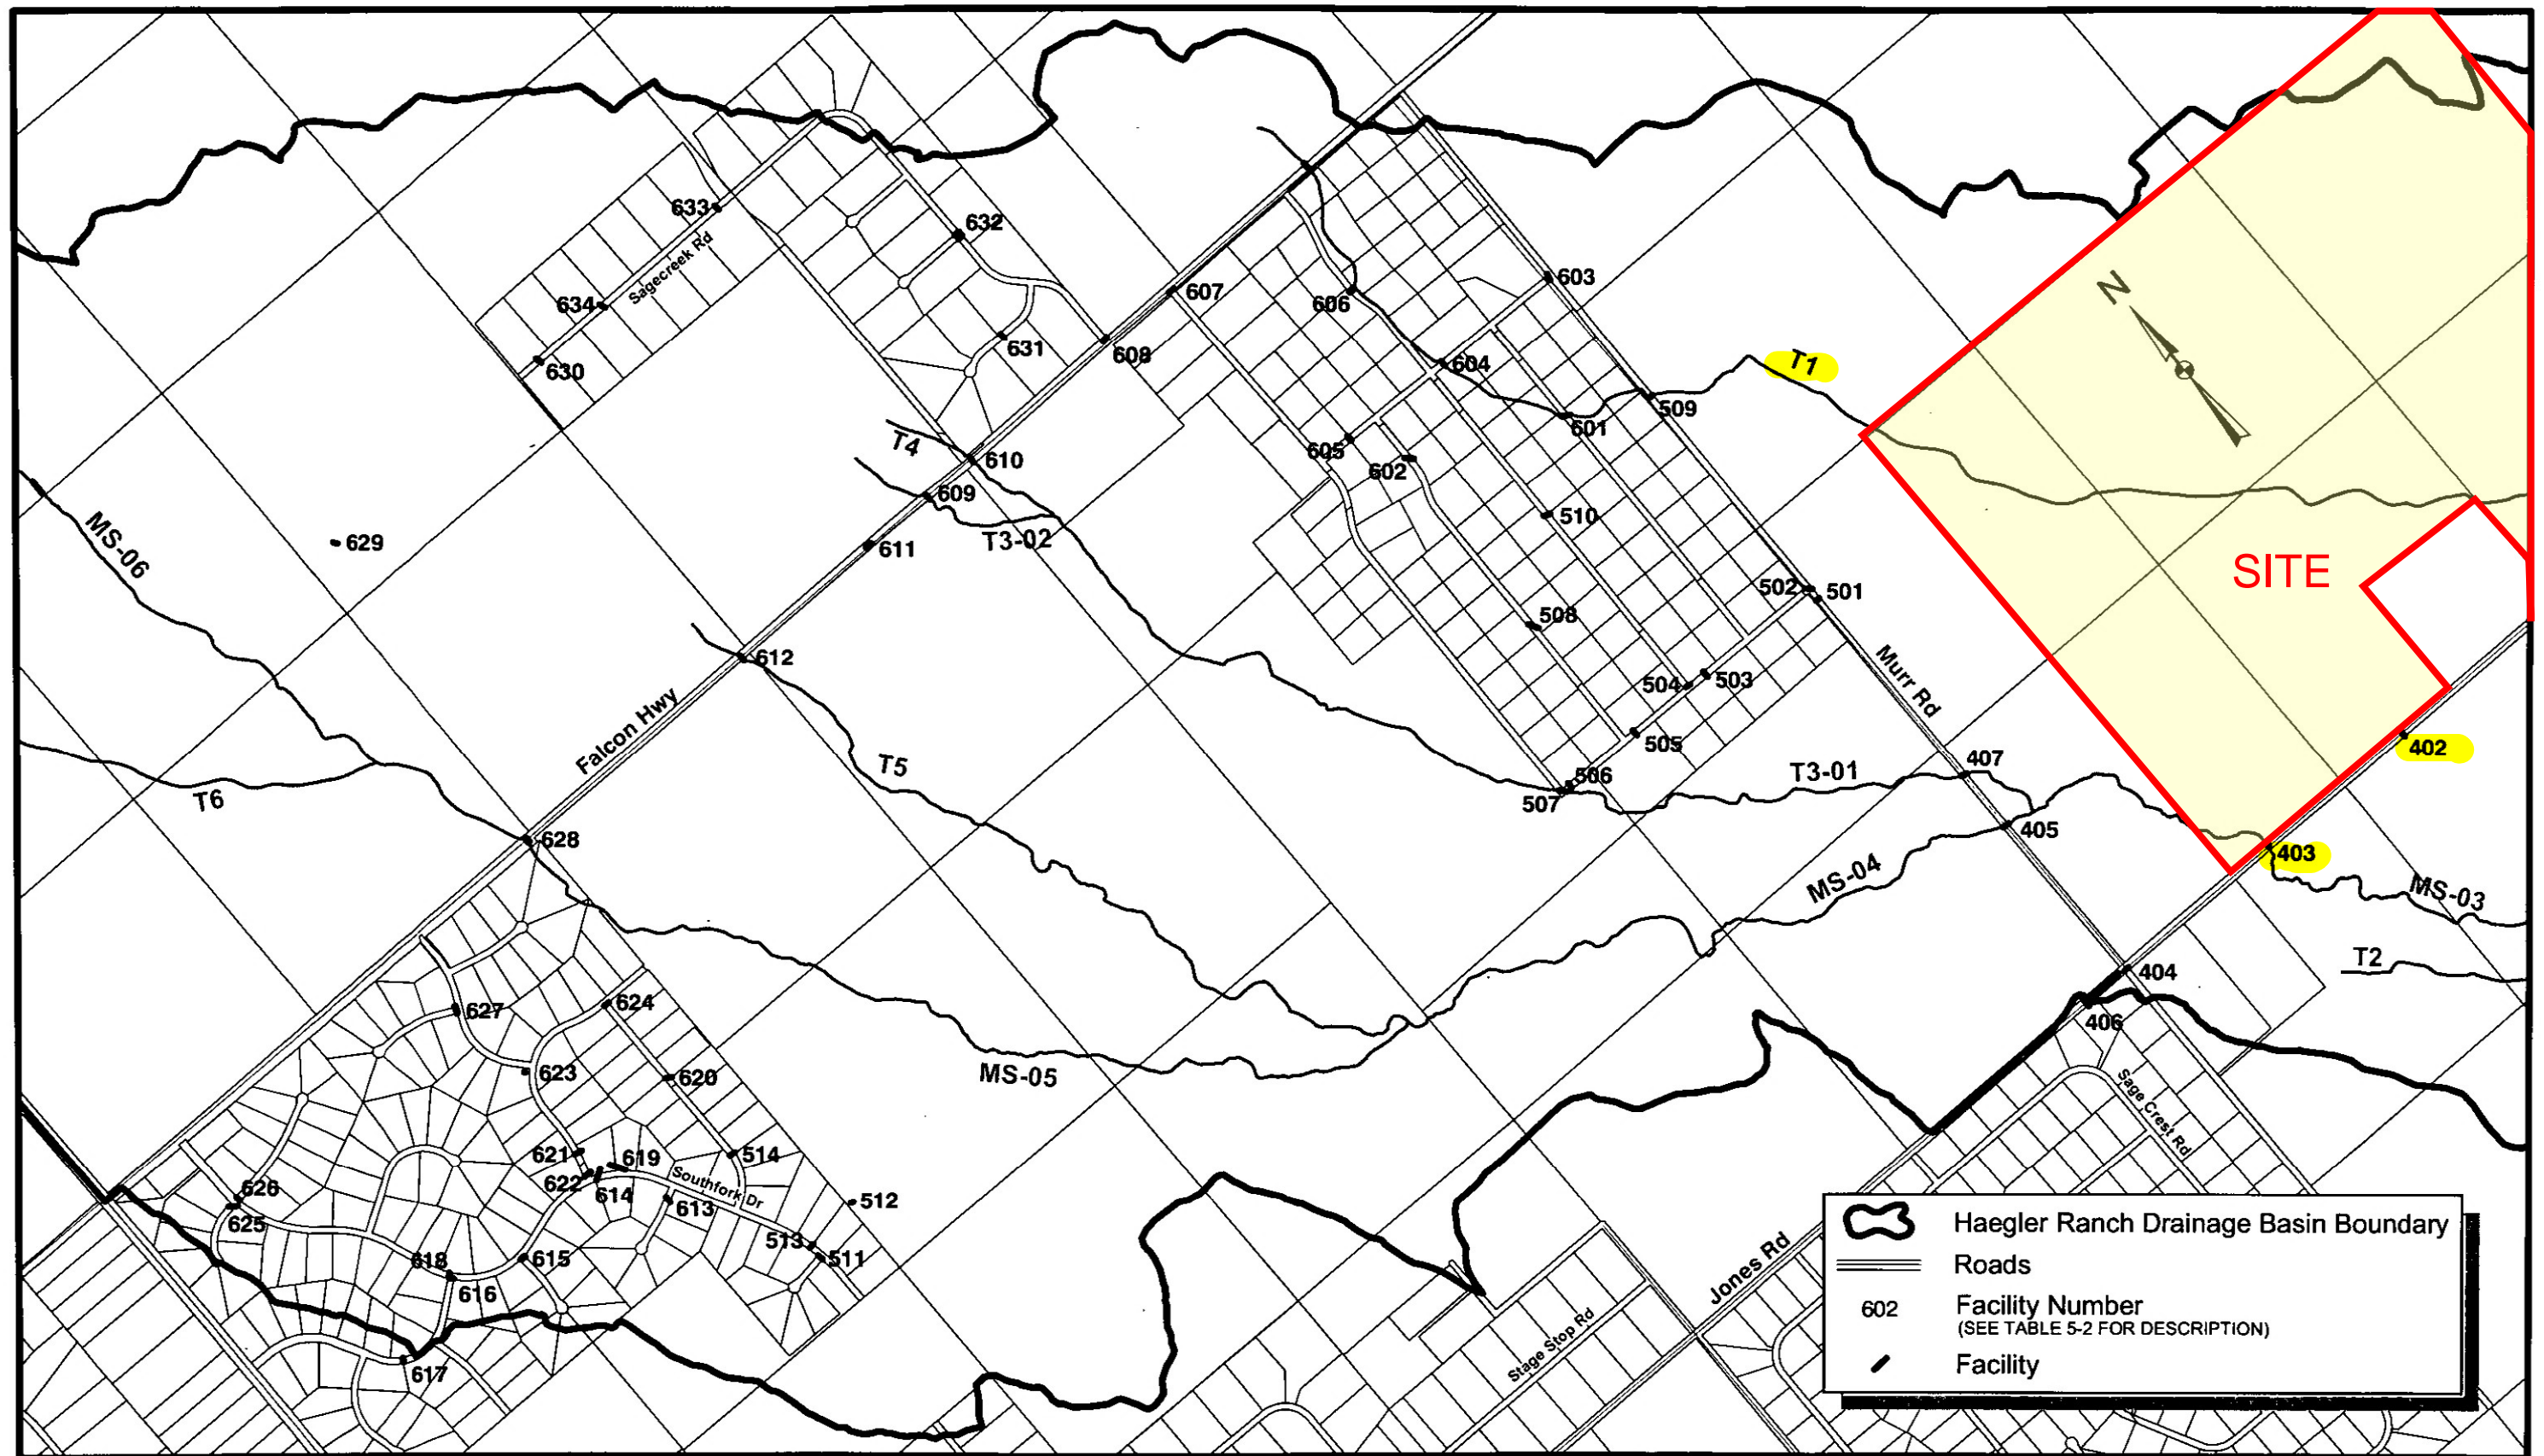 633
632
Sagecreek Rd
634
630
631
608
607
606
603
604
T1
509
601
605
602
N
T4
610
609
T3-02
611
510
MS-06
629
SITE
502
501
508
612
Murr Rd
504
503
Falcon Hwy
505
402
T5
T3-01
407
506
507
T6
405
628
403
MS-04
MS-03
T2
404
406
624
627
623
620
MS-05
Sage Crest Rd
621
619
514
622
614
Southfork Dr
613
512
626
625
513
511
618
615
616
617
Jones Rd
Stage Stop Rd
Haegler Ranch Drainage Basin Boundary
Roads
602
Facility Number
(SEE TABLE 5-2 FOR DESCRIPTION)
Facility